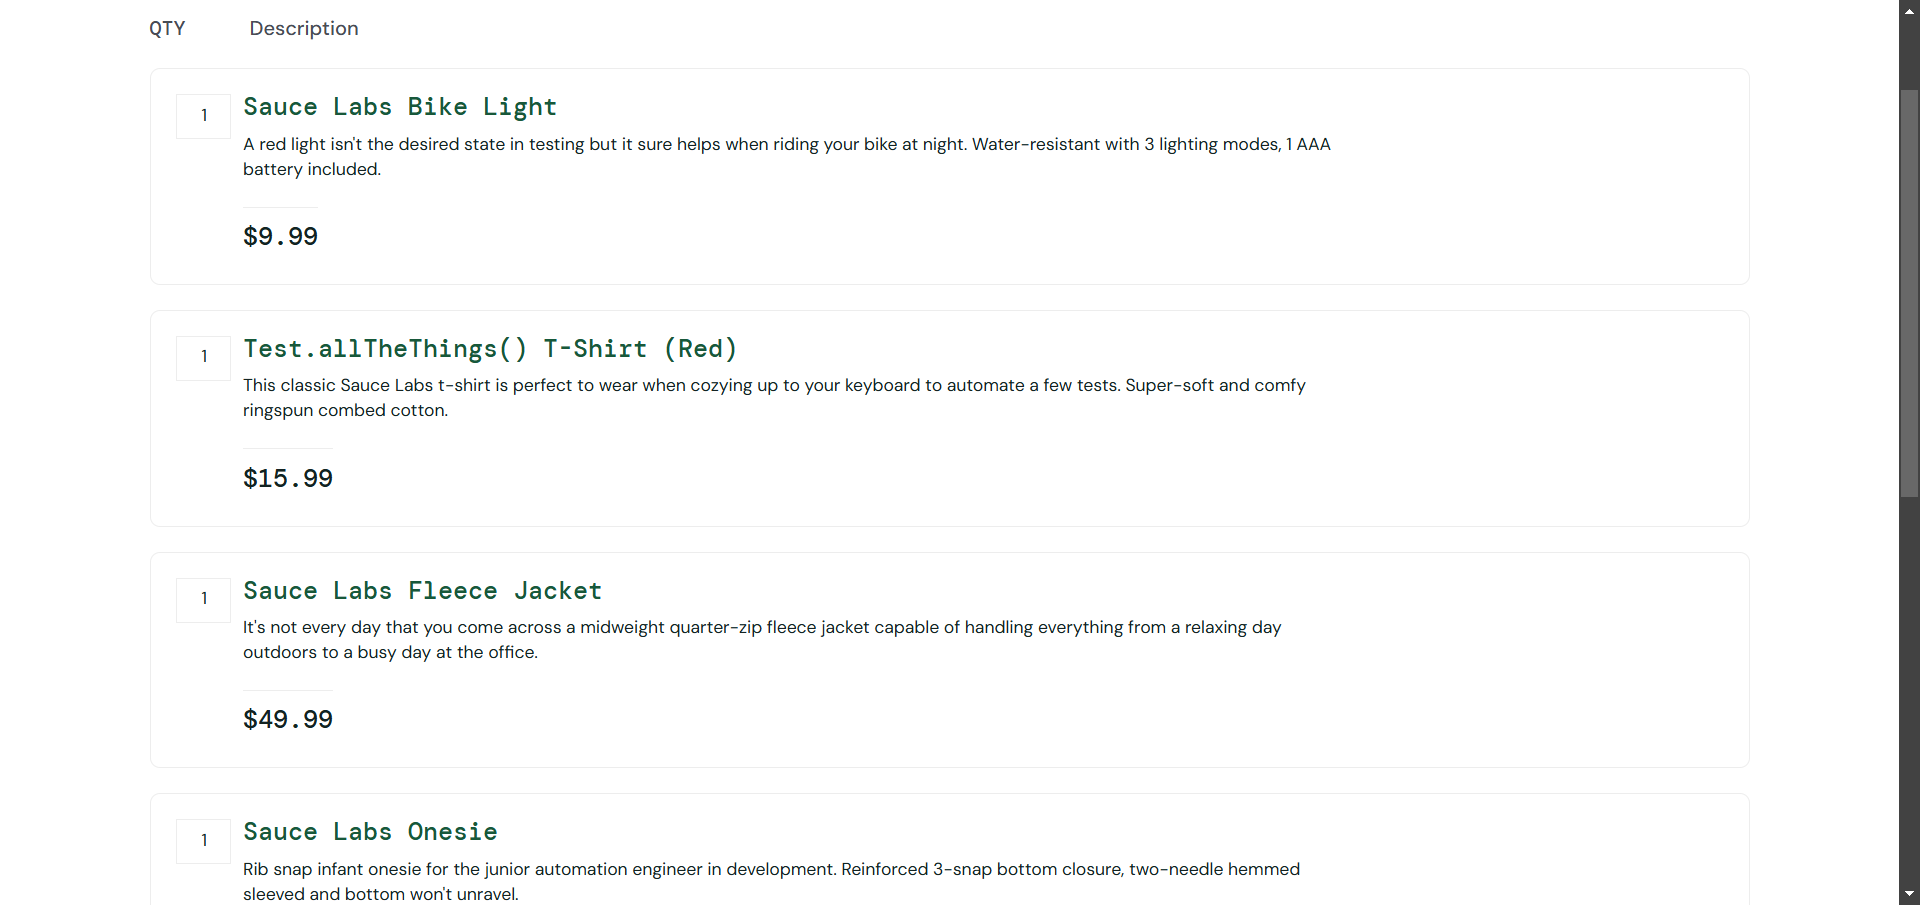 QTY Description
1 Sauce Labs Bike Light
A red light isn't the desired state in testing but it sure helps when riding your bike at night. Water-resistant with 3 lighting modes, 1 AAA
battery included.
$9.99
1 Test.allTheThings() T-Shirt (Red)
This classic Sauce Labs t-shirt is perfect to wear when cozying up to your keyboard to automate a few tests. Super-soft and comfy
ringspun combed cotton.
$15.99
1 Sauce Labs Fleece Jacket
It's not every day that you come across a midweight quarter-zip fleece jacket capable of handling everything from a relaxing day
outdoors to a busy day at the office.
$49.99
1 Sauce Labs Onesie
Rib snap infant onesie for the junior automation engineer in development. Reinforced 3-snap bottom closure, two-needle hemmed
sleeved and bottom won't unravel.